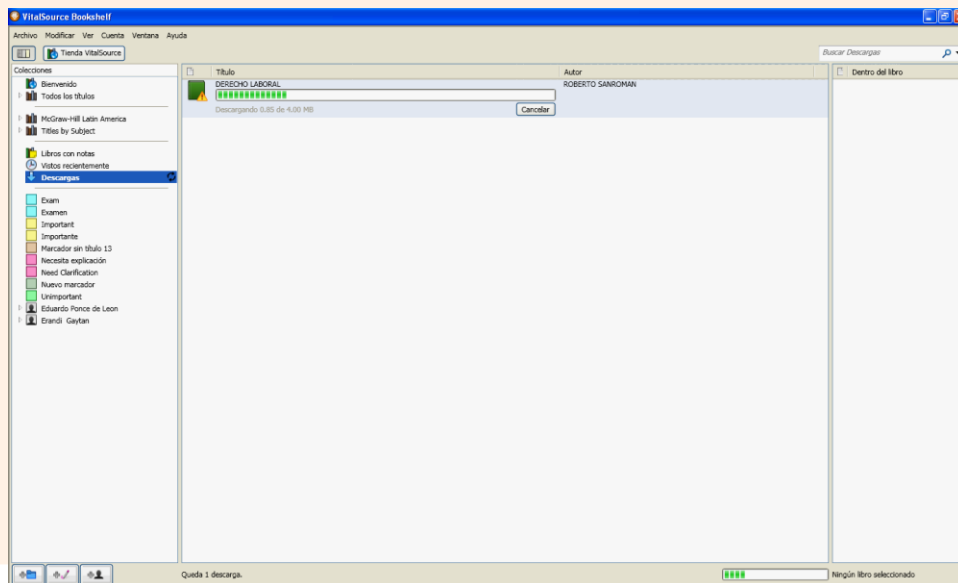 VitalSource Bookshelf
Archivo Modificar Ver Cuenta Ventana Ayuda
Tienda VitalSource
Buscar Descargas
Colecciones
Título Autor
Dentro del libro
Bienvenido
Todos los títulos
McGraw-Hill Latin America
Titles by Subject
Libros con notas
Vistos recientemente
Descargas
Exam
Examen
Important
Importante
Marcador sin título 13
Necesita explicación
Need Clarification
Nuevo marcador
Unimportant
Eduardo Ponce de Leon
Erandi Gaytan
DERECHO LABORAL ROBERTO SANROMAN
Descargando 0.85 de 4.00 MB
Cancelar
Queda 1 descarga.
Ningún libro seleccionado